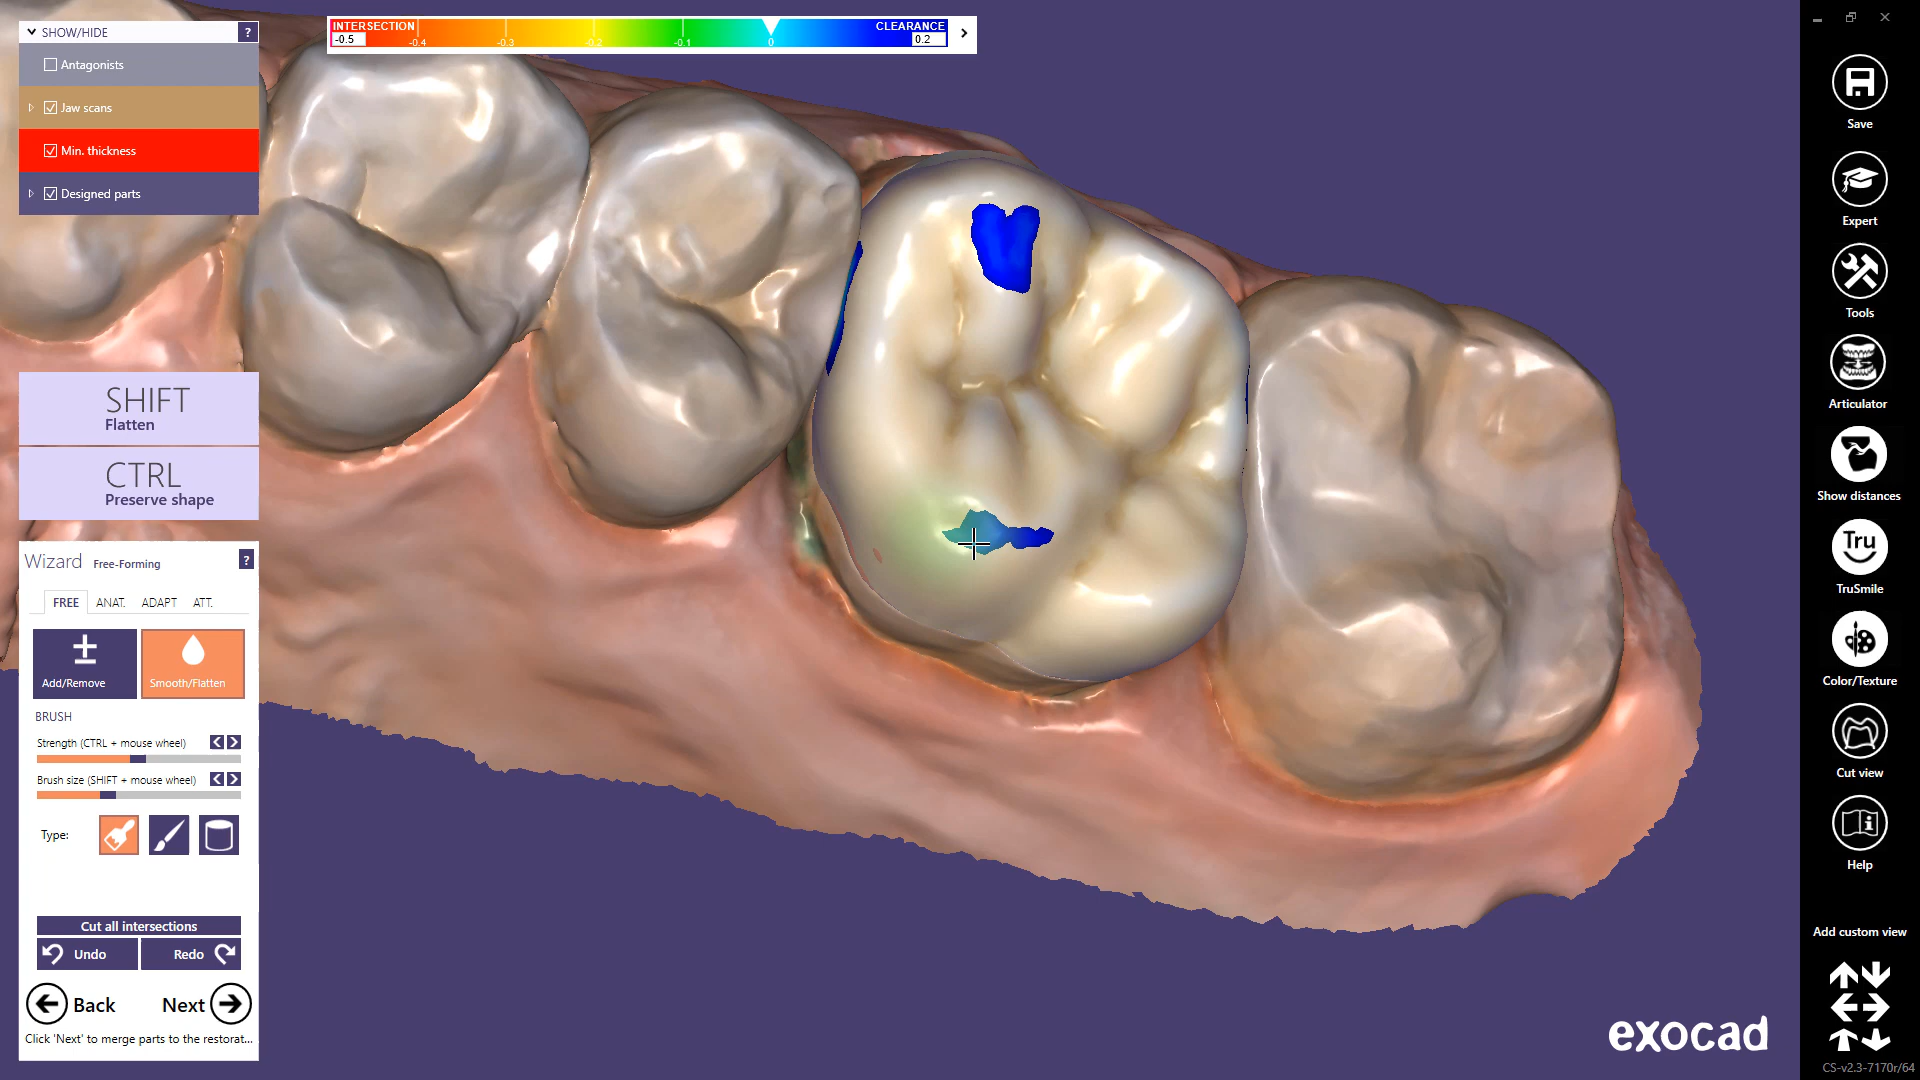 SHOW/HIDE
?
Antagonists
Jaw scans
Min. thickness
Designed parts
INTERSECTION
CLEARANCE
-0.5
-0.4
-0.3
-0.2
-0.1
0
0.2
SHIFT
Flatten
CTRL
Preserve shape
Wizard Free-Forming
?
FREE ANAT. ADAPT ATT.
Add/Remove
Smooth/Flatten
BRUSH
Strength (CTRL + mouse wheel)
Brush size (SHIFT + mouse wheel)
Type:
Cut all intersections
Undo
Redo
Back
Next
Click 'Next' to merge parts to the restorat...
Save
Expert
Tools
Articulator
Show distances
Tru
TruSmile
Color/Texture
Cut view
Help
Add custom view
exocad
CS-v2.3-7170r/64